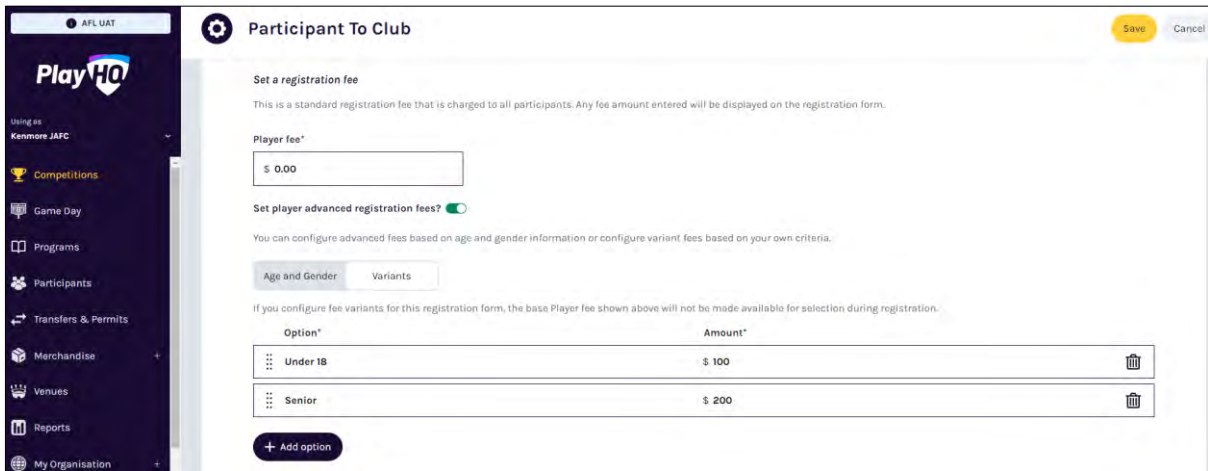 AFL UAT
PlayHQ
Using as
Kenmore JAFC
Competitions
Game Day
Programs
Participants
Transfers & Permits
Merchandise +
Venues
Reports
My Organisation +
Participant To Club
Save
Cancel
Set a registration fee
This is a standard registration fee that is charged to all participants. Any fee amount entered will be displayed on the registration form.
Player fee*
$ 0.00
Set player advanced registration fees?
You can configure advanced fees based on age and gender information or configure variant fees based on your own criteria.
Age and Gender Variants
If you configure fee variants for this registration form, the base Player fee shown above will not be made available for selection during registration.
Option* Amount*
Under 18 $ 100
Senior $ 200
+ Add option